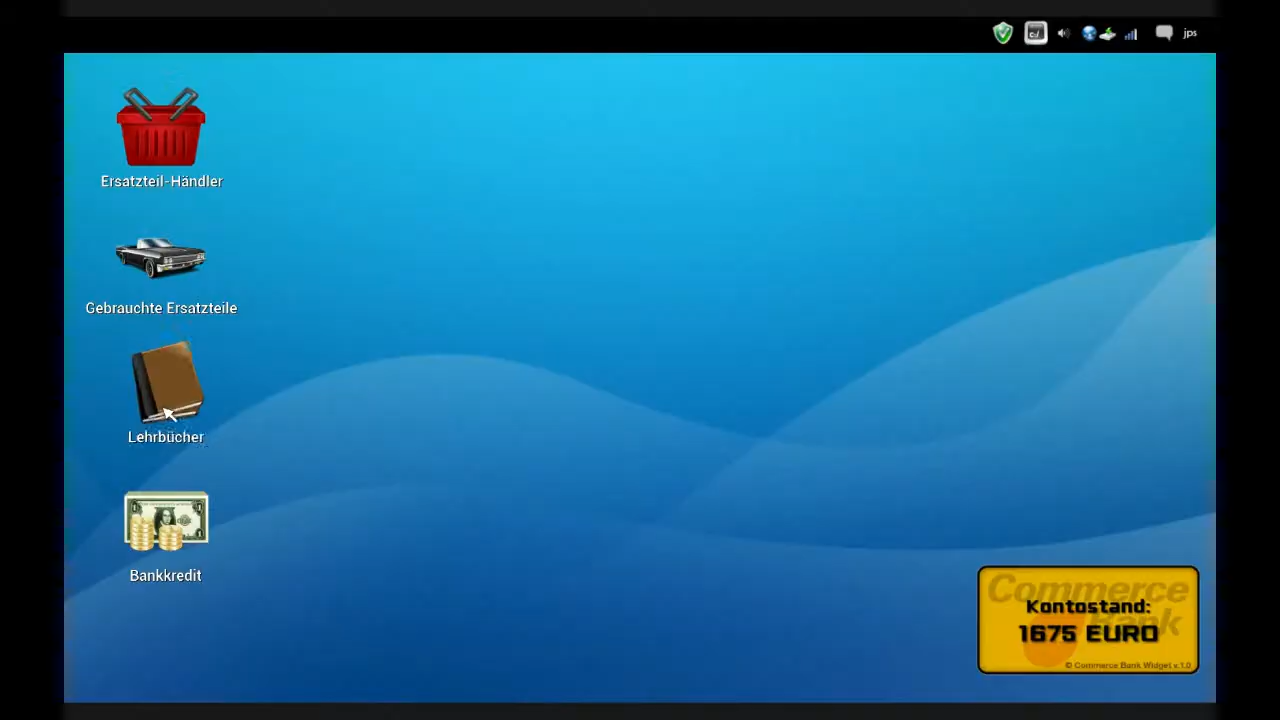 C:/
jps
Ersatzteil-Händler
Gebrauchte Ersatzteile
Lehrbücher
Bankkredit
Commerce
Bank
Kontostand:
1675 EURO
© Commerce Bank Widget v.1.0